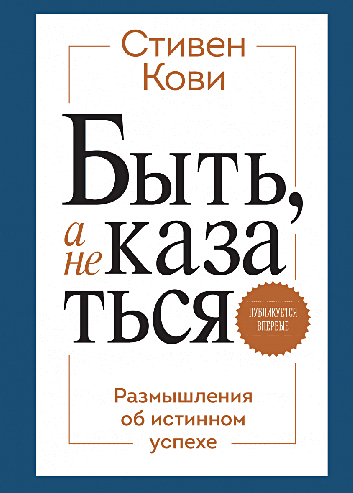 Стивен
Кови
Быть,
а не каза
ться
ПУБЛИКУЕТСЯ
ВПЕРВЫЕ
Размышления
об истинном
успехе